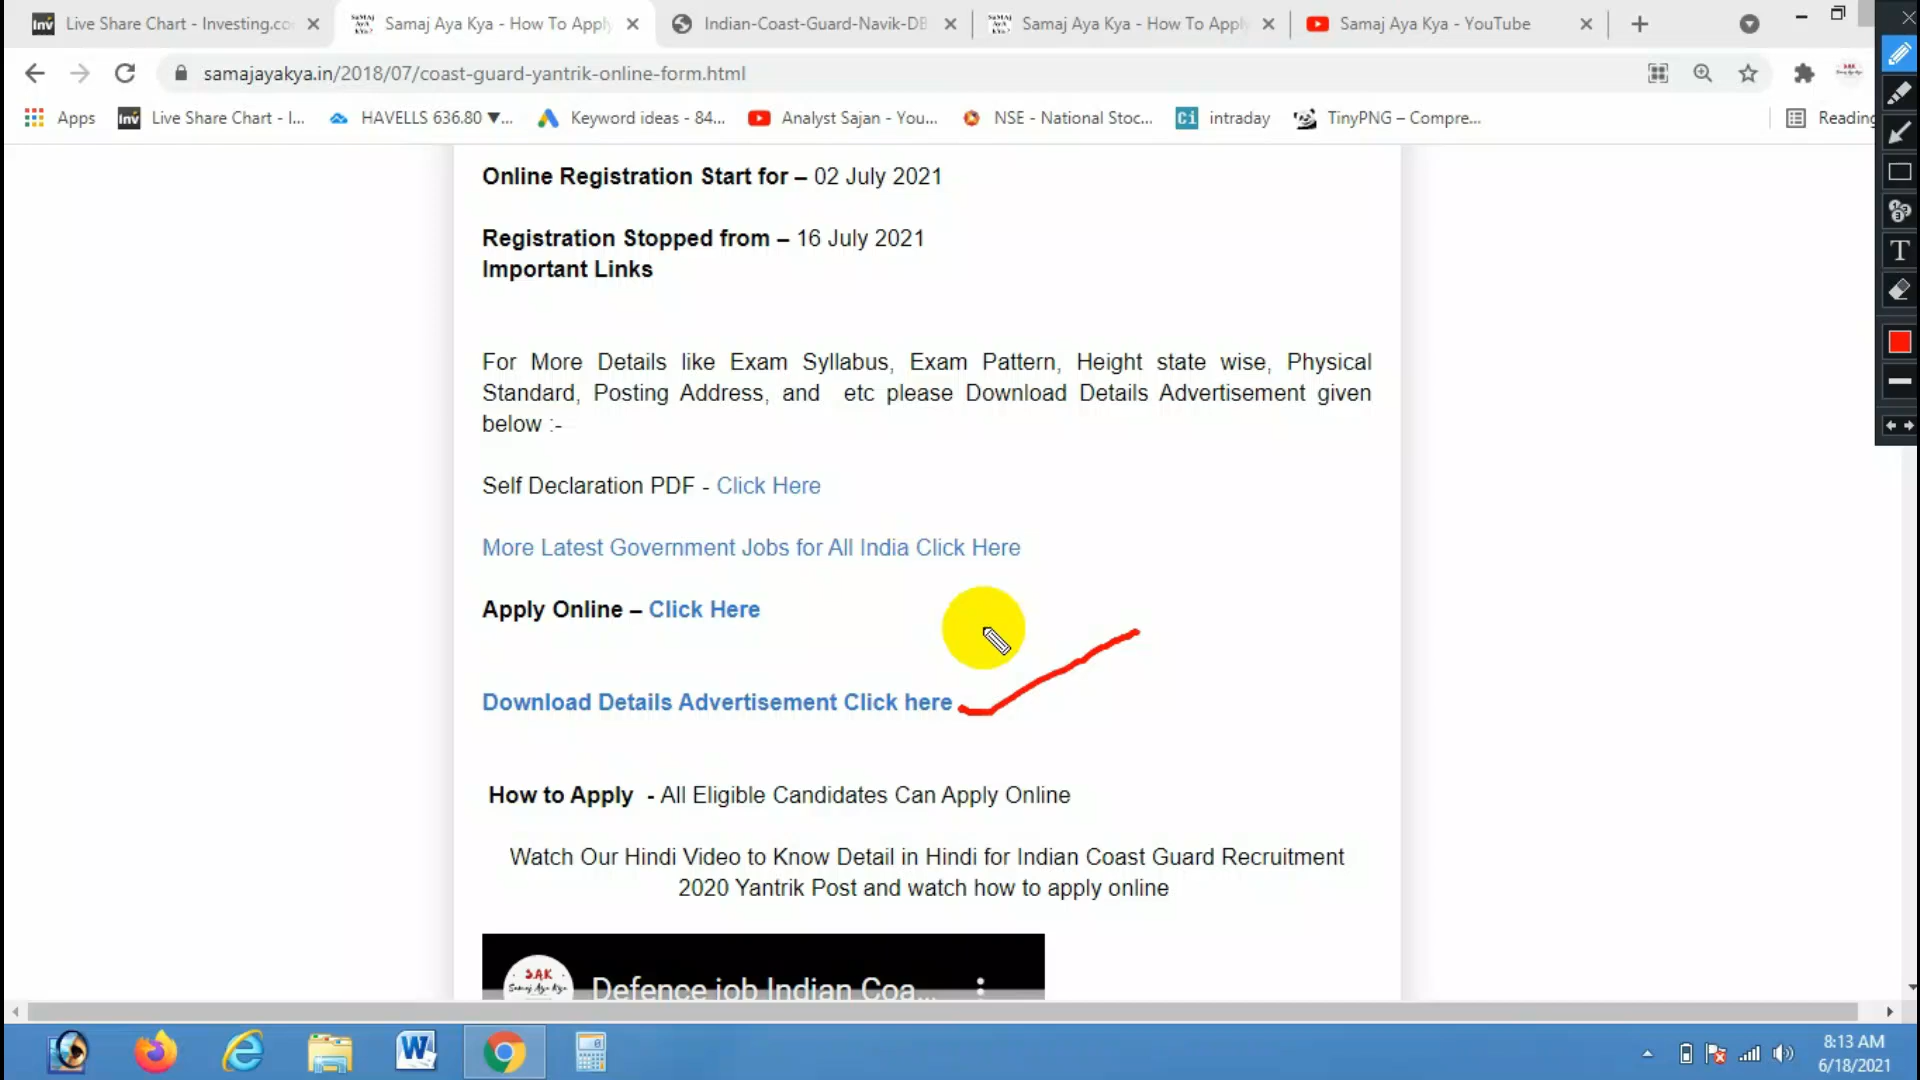 Live Share Chart - Investing.co
Samaj Aya Kya - How To Apply
Indian-Coast-Guard-Navik-DB
Samaj Aya Kya - How To Apply
Samaj Aya Kya - YouTube
samajayakya.in/2018/07/coast-guard-yantrik-online-form.html
Apps
Inv
Live Share Chart - I...
HAVELLS 636.80 ▼...
Keyword ideas - 84...
Analyst Sajan - You...
NSE - National Stoc...
Ci
intraday
TinyPNG – Compre...
Reading
Online Registration Start for – 02 July 2021
Registration Stopped from – 16 July 2021
Important Links
For More Details like Exam Syllabus, Exam Pattern, Height state wise, Physical
Standard, Posting Address, and etc please Download Details Advertisement given
below :-
Self Declaration PDF - Click Here
More Latest Government Jobs for All India Click Here
Apply Online – Click Here
Download Details Advertisement Click here
How to Apply - All Eligible Candidates Can Apply Online
Watch Our Hindi Video to Know Detail in Hindi for Indian Coast Guard Recruitment
2020 Yantrik Post and watch how to apply online
SAK
Samaj Aya Kya
Defence job Indian Coa...
8:13 AM
6/18/2021